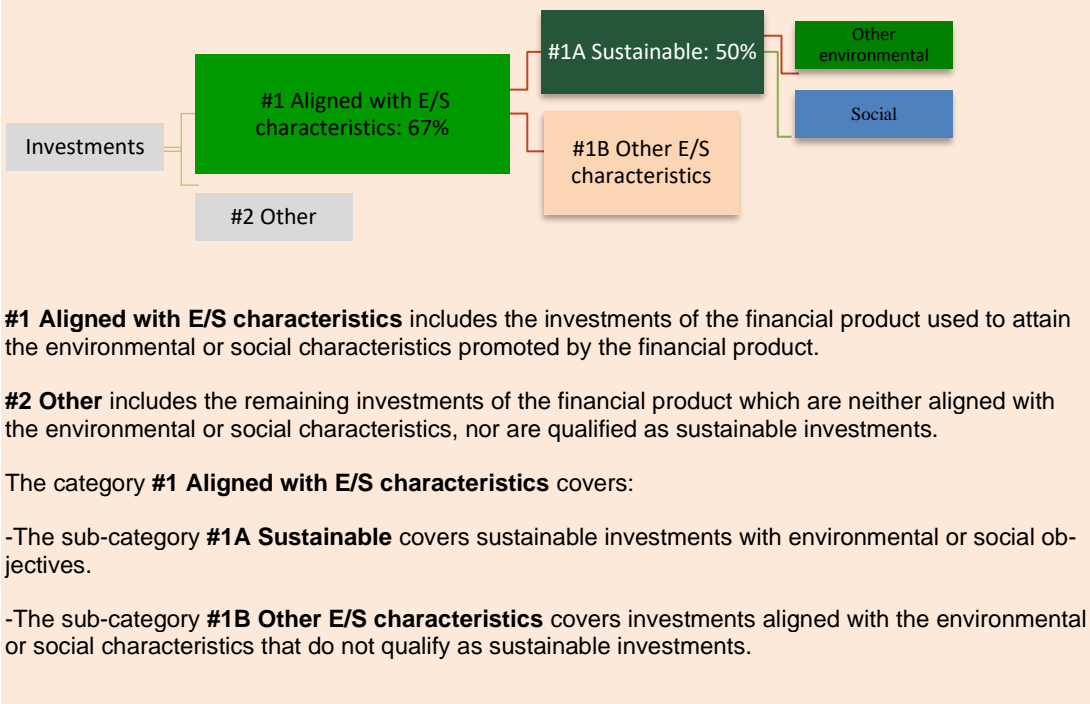 Other
environmental
#1A Sustainable: 50%
#1 Aligned with E/S
characteristics: 67%
Social
Investments
#1B Other E/S
characteristics
#2 Other
#1 Aligned with E/S characteristics includes the investments of the financial product used to attain
the environmental or social characteristics promoted by the financial product.
#2 Other includes the remaining investments of the financial product which are neither aligned with
the environmental or social characteristics, nor are qualified as sustainable investments.
The category #1 Aligned with E/S characteristics covers:
-The sub-category #1A Sustainable covers sustainable investments with environmental or social ob-
jectives.
-The sub-category #1B Other E/S characteristics covers investments aligned with the environmental
or social characteristics that do not qualify as sustainable investments.